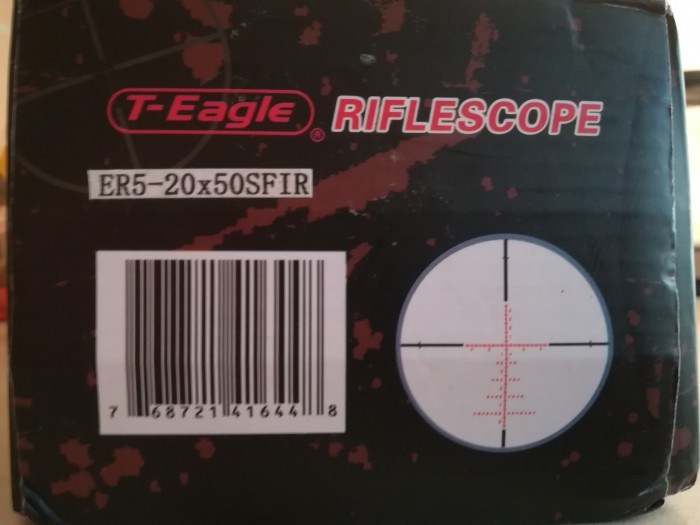 T-Eagle® RIFLESCOPE
ER5-20x50SFIR
7 68721 41644 8